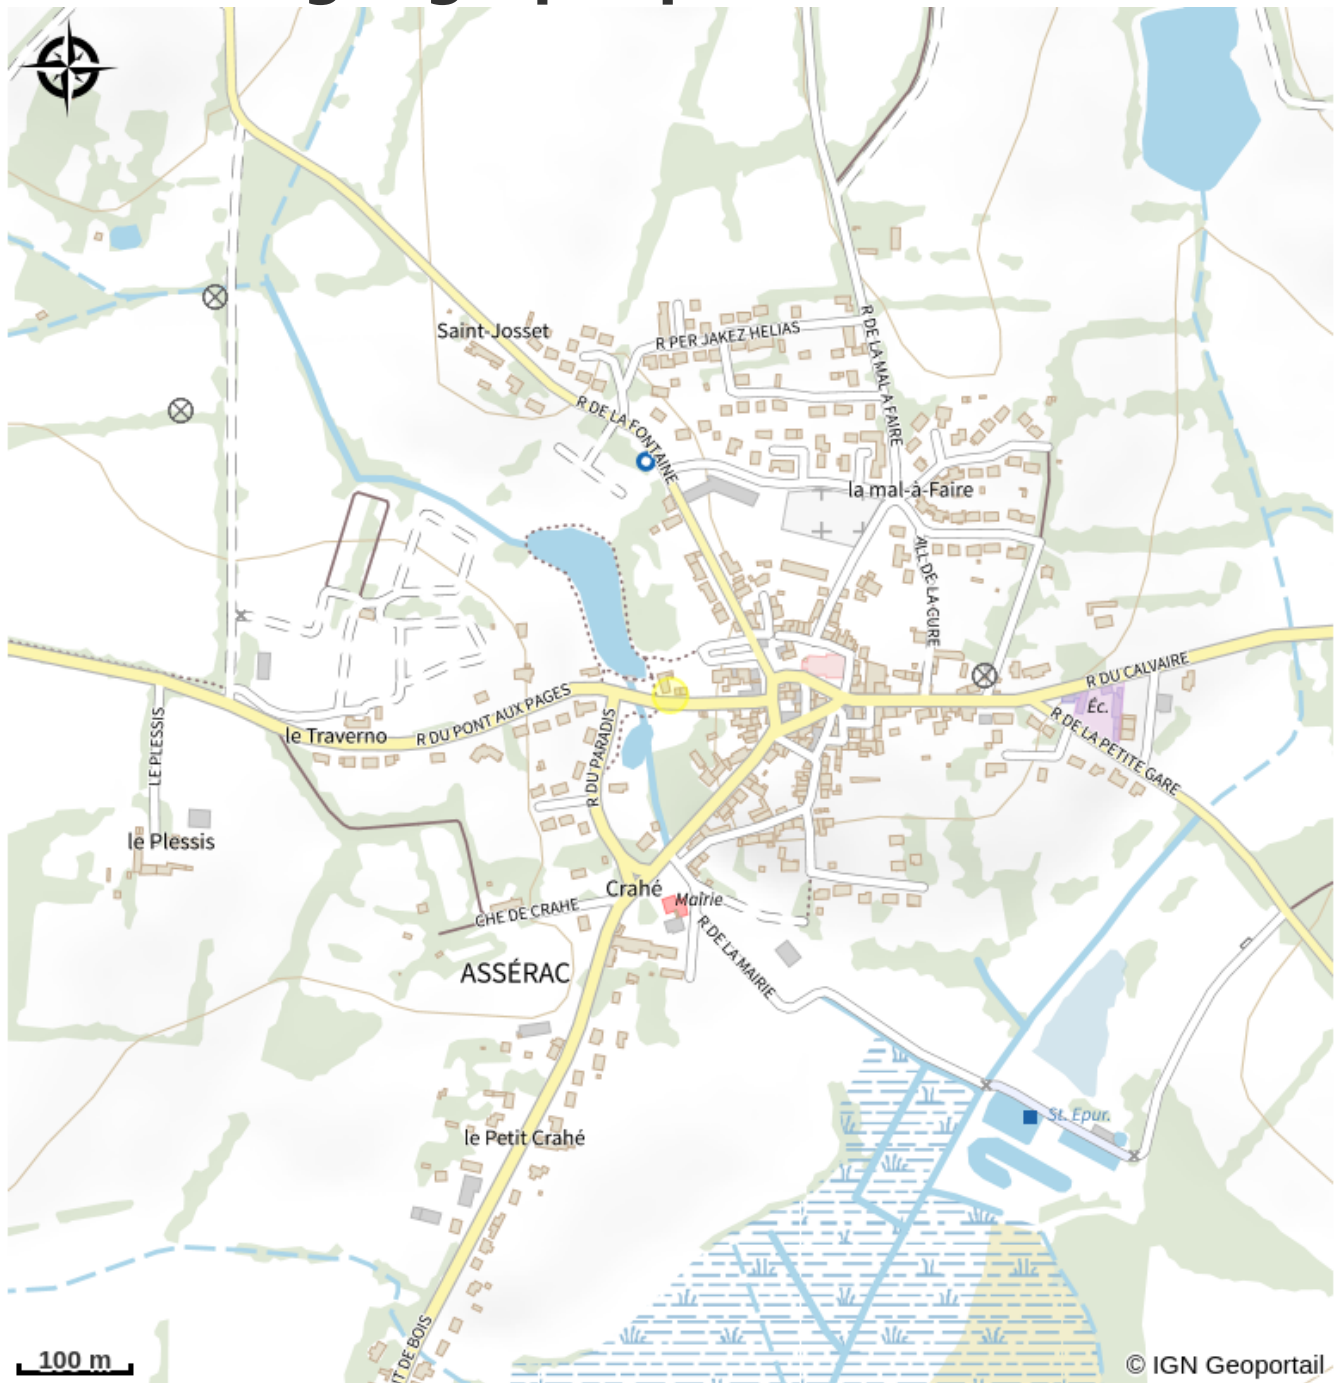 Saint-Josset
R PER JAKEZ HELIAS
R DE LA MAL A FAIRE
R DE LA FONTAINE
la mal-à-Faire
ALL DE LA CURE
R DU CALVAIRE
Éc.
R DE LA PETITE GARE
R DU PONT AUX PAGES
le Traverno
R DU PARADIS
LE PLESSIS
le Plessis
Crahé
Mairie
CHE DE CRAHE
R DE LA MAIRIE
ASSÉRAC
St. Epur.
le Petit Crahé
T DE BOIS
100 m
© IGN Geoportail